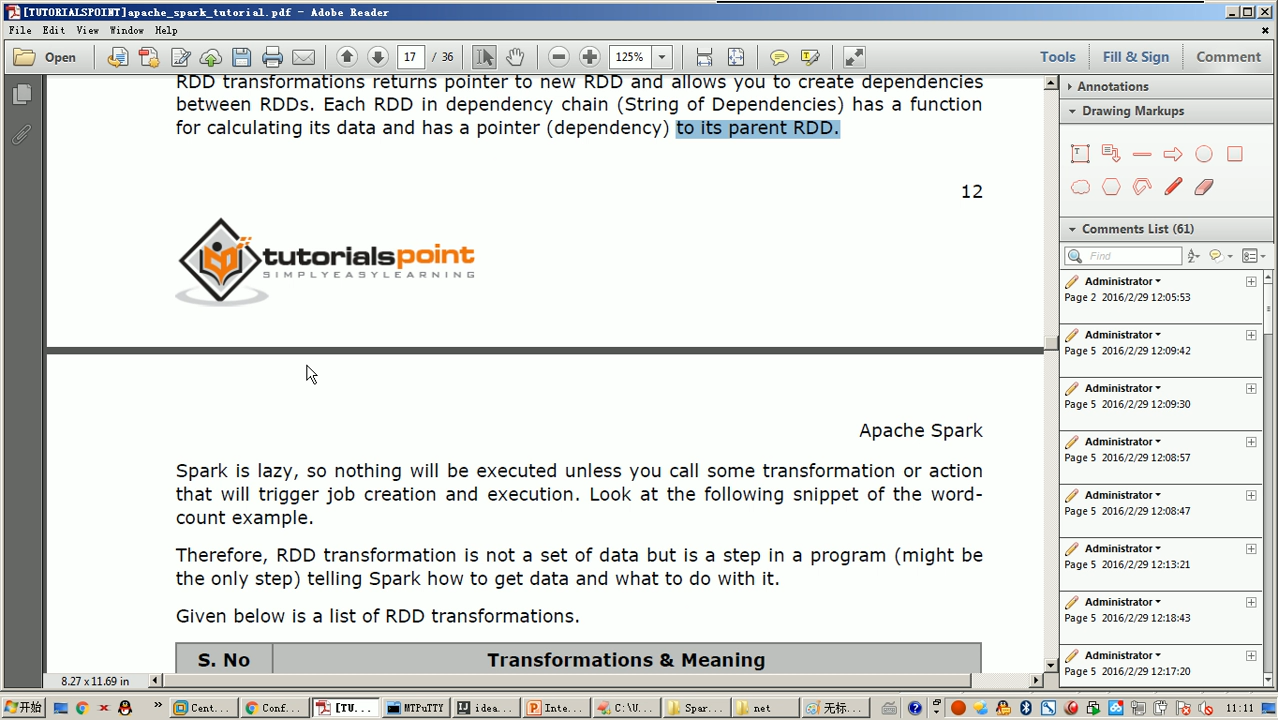 [TUTORIALSPOINT]apache_spark_tutorial.pdf - Adobe Reader
File Edit View Window Help
Open 17 / 36 125% Tools Fill & Sign Comment
RDD transformations returns pointer to new RDD and allows you to create dependencies
between RDDs. Each RDD in dependency chain (String of Dependencies) has a function
for calculating its data and has a pointer (dependency) to its parent RDD.
12
tutorialspoint
SIMPLYEASYLEARNING
Apache Spark
Spark is lazy, so nothing will be executed unless you call some transformation or action
that will trigger job creation and execution. Look at the following snippet of the word-
count example.
Therefore, RDD transformation is not a set of data but is a step in a program (might be
the only step) telling Spark how to get data and what to do with it.
Given below is a list of RDD transformations.
S. No Transformations & Meaning
8.27 x 11.69 in
Annotations
Drawing Markups
Comments List (61)
Find
Administrator
Page 2 2016/2/29 12:05:53
Administrator
Page 5 2016/2/29 12:09:42
Administrator
Page 5 2016/2/29 12:09:30
Administrator
Page 5 2016/2/29 12:08:57
Administrator
Page 5 2016/2/29 12:08:47
Administrator
Page 5 2016/2/29 12:13:21
Administrator
Page 5 2016/2/29 12:18:43
Administrator
Page 5 2016/2/29 12:17:20
开始 Cent... Conf... [TU... MTPuTTY idea... Inte... C:\U... Spar... net 无标... 11:11